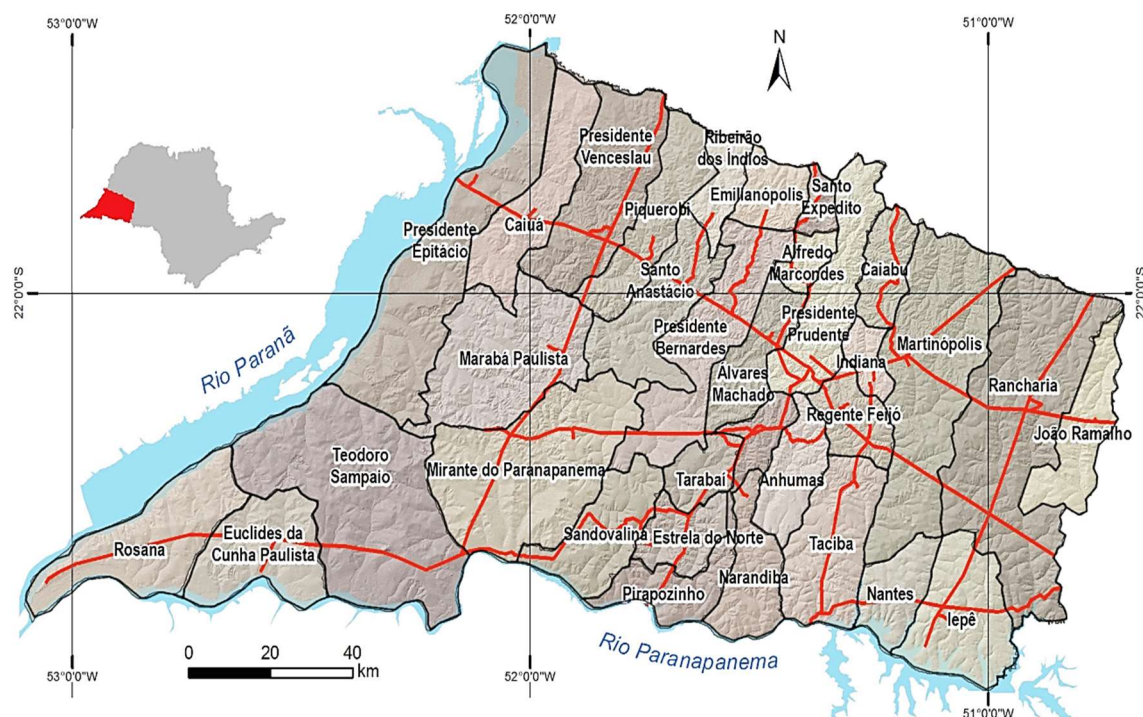 53°0'0"W
52°0'0"W
51°0'0"W
N
Presidente
Venceslau
Ribeirão
dos Índios
Emilianópolis
Santo
Expedito
Piquerobi
Presidente
Epitácio
Caiuá
Alfredo
Marcondes
Caiabu
Santo
Anastácio
22°0'0"S
22°0'0"S
Presidente
Prudente
Presidente
Bernardes
Martinópolis
Rio Paranã
Marabá Paulista
Indiana
Álvares
Machado
Rancharia
Regente Feijó
João Ramalho
Teodoro
Sampaio
Mirante do Paranapanema
Tarabaí
Anhumas
Euclides da
Cunha Paulista
Sandovalina
Estrela do Norte
Taciba
Rosana
Narandiba
Pirapozinho
Nantes
Iepê
Rio Paranapanema
0 20 40
km
53°0'0"W
52°0'0"W
51°0'0"W